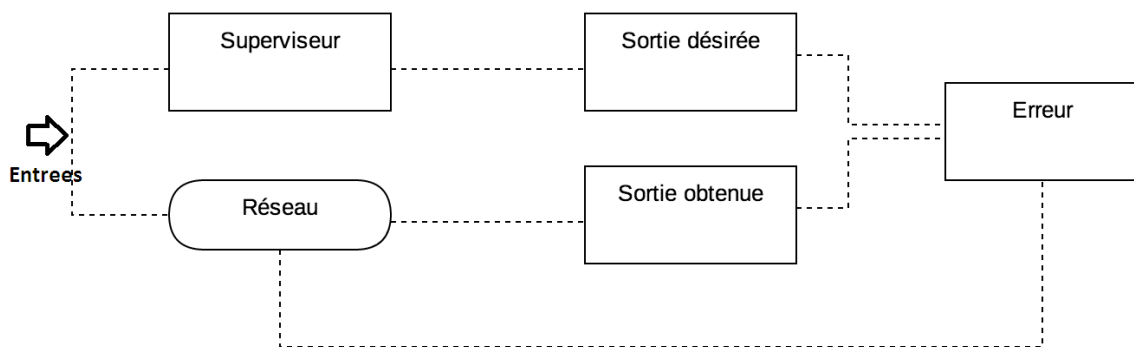 Superviseur
Sortie désirée
Erreur
Entrees
Réseau
Sortie obtenue